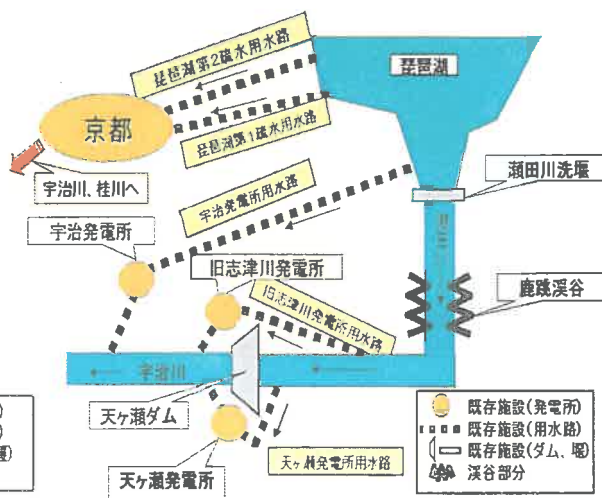 琵琶湖第2疏水用水路
琵琶湖
京都
琵琶湖第1疏水用水路
瀬田川洗堰
宇治川、桂川へ
宇治発電所用水路
宇治発電所
旧志津川発電所
鹿跳渓谷
旧志津川発電所用水路
宇治川
天ヶ瀬ダム
天ヶ瀬発電所
天ヶ瀬発電所用水路
既存施設(発電所)
既存施設(用水路)
既存施設(ダム、堰)
渓谷部分